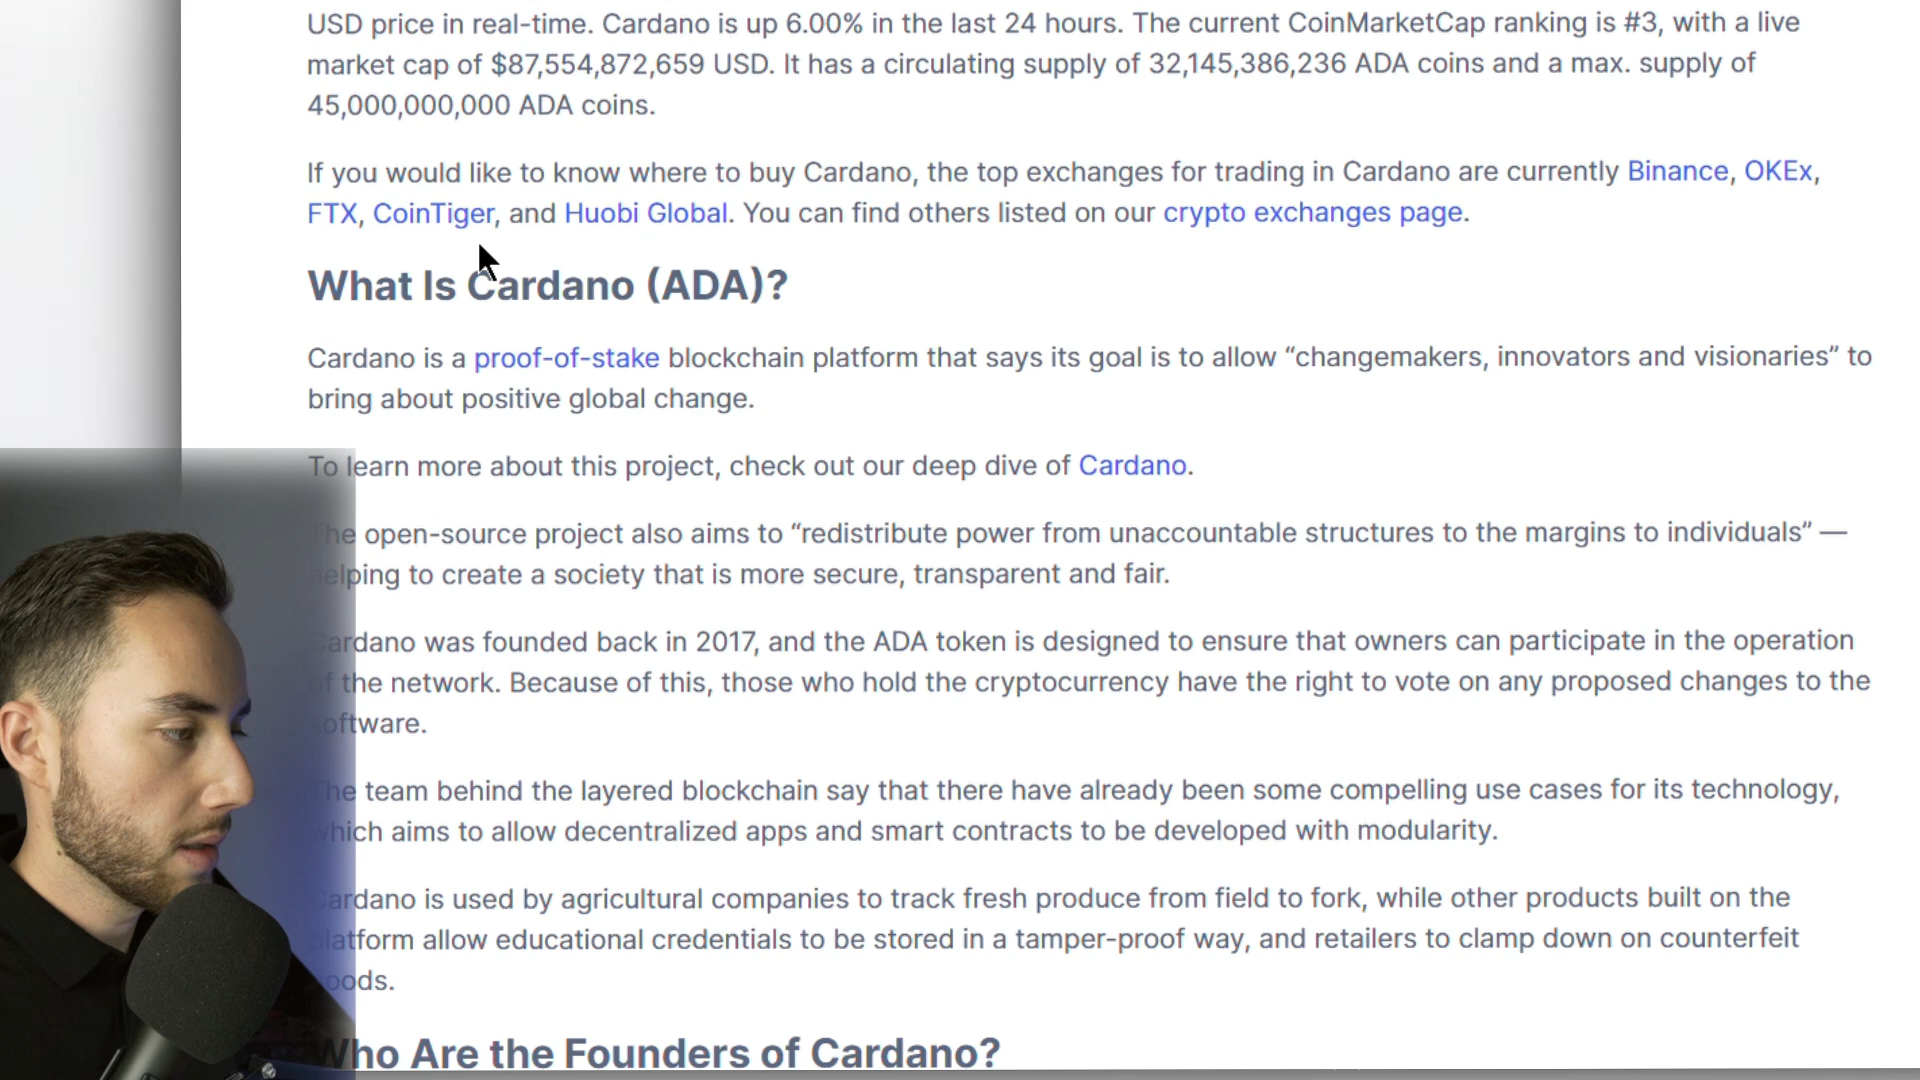 USD price in real-time. Cardano is up 6.00% in the last 24 hours. The current CoinMarketCap ranking is #3, with a live
market cap of $87,554,872,659 USD. It has a circulating supply of 32,145,386,236 ADA coins and a max. supply of
45,000,000,000 ADA coins.
If you would like to know where to buy Cardano, the top exchanges for trading in Cardano are currently Binance, OKEx,
FTX, CoinTiger, and Huobi Global. You can find others listed on our crypto exchanges page.
What Is Cardano (ADA)?
Cardano is a proof-of-stake blockchain platform that says its goal is to allow “changemakers, innovators and visionaries” to
bring about positive global change.
To learn more about this project, check out our deep dive of Cardano.
The open-source project also aims to “redistribute power from unaccountable structures to the margins to individuals” —
helping to create a society that is more secure, transparent and fair.
Cardano was founded back in 2017, and the ADA token is designed to ensure that owners can participate in the operation
of the network. Because of this, those who hold the cryptocurrency have the right to vote on any proposed changes to the
software.
The team behind the layered blockchain say that there have already been some compelling use cases for its technology,
which aims to allow decentralized apps and smart contracts to be developed with modularity.
Cardano is used by agricultural companies to track fresh produce from field to fork, while other products built on the
platform allow educational credentials to be stored in a tamper-proof way, and retailers to clamp down on counterfeit
goods.
Who Are the Founders of Cardano?